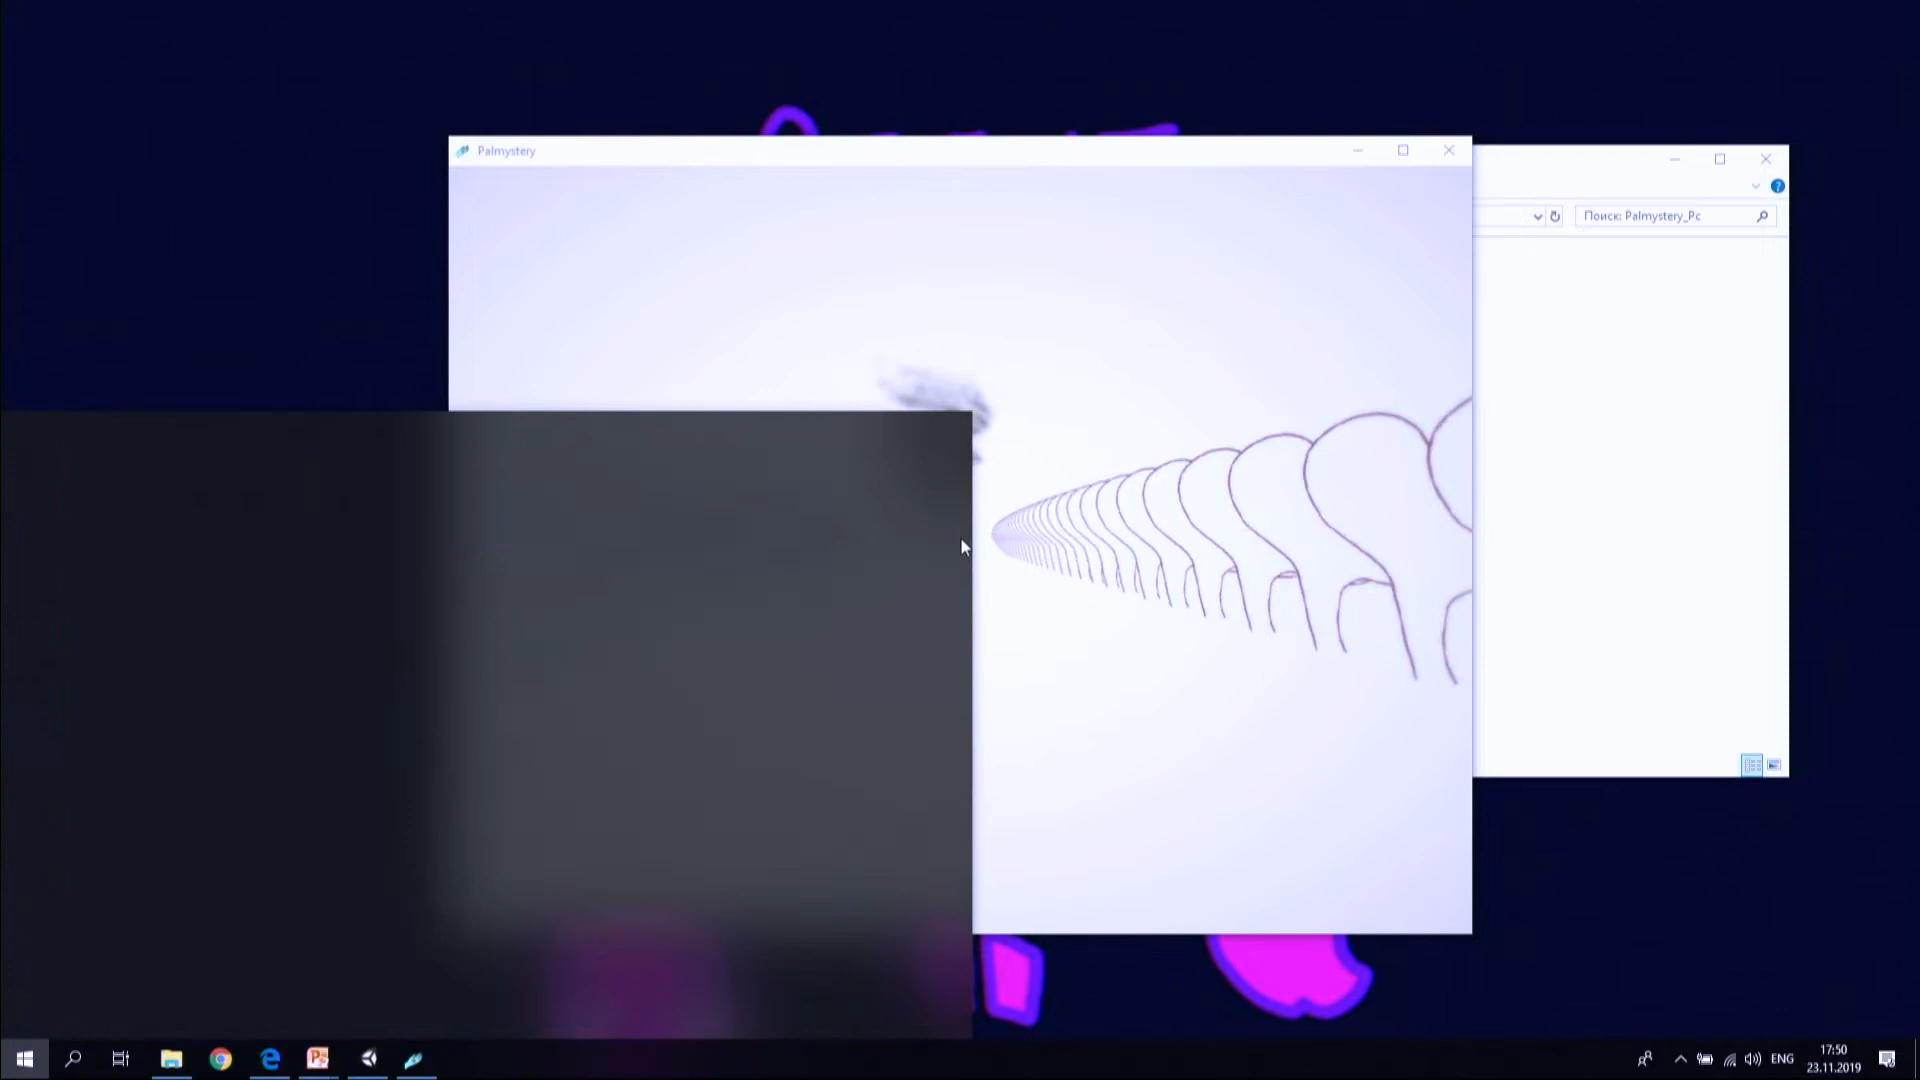 Palmystery
Поиск: Palmystery_Pc
ENG
17:50
23.11.2019